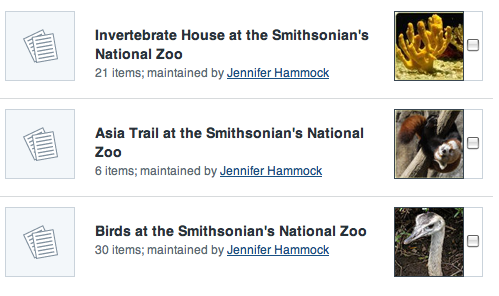 Invertebrate House at the Smithsonian's
National Zoo
21 items; maintained by Jennifer Hammock
Asia Trail at the Smithsonian's National
Zoo
6 items; maintained by Jennifer Hammock
Birds at the Smithsonian's National Zoo
30 items; maintained by Jennifer Hammock